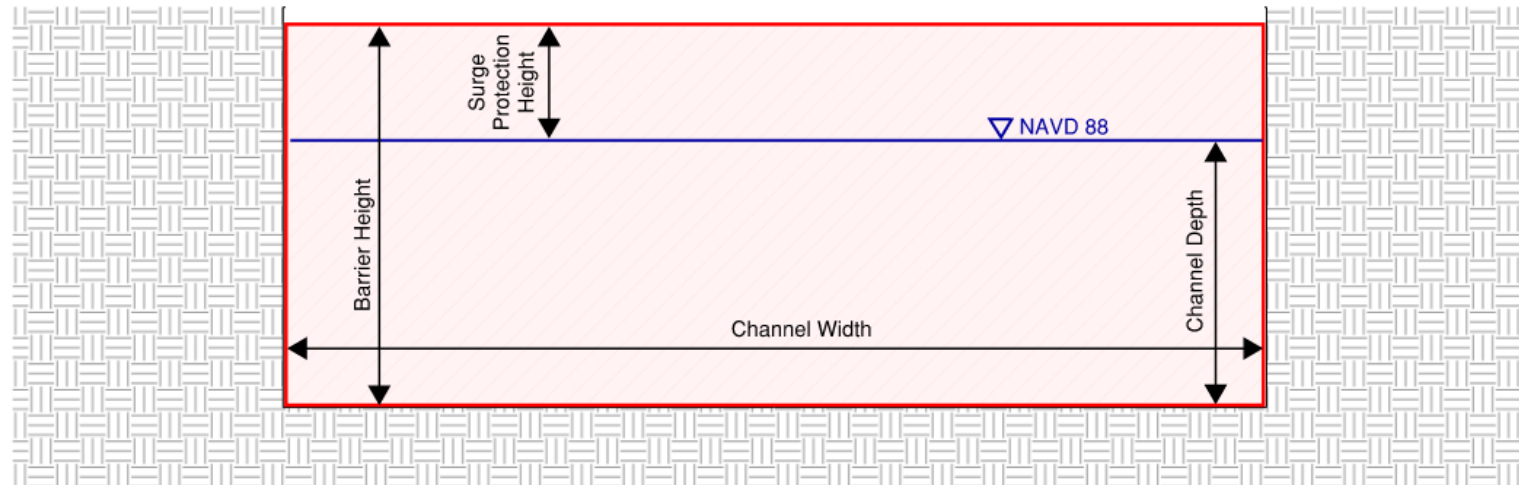 Surge
Protection
Height
NAVD 88
Barrier Height
Channel Depth
Channel Width